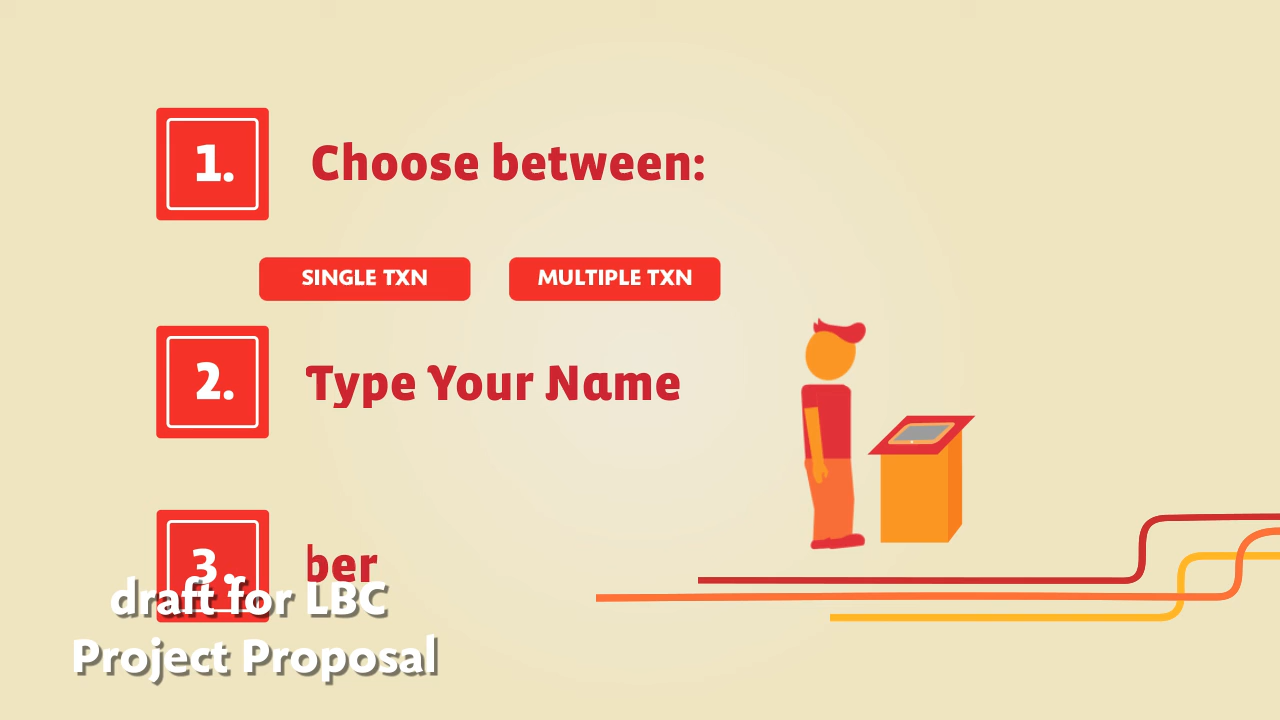 1. Choose between:
SINGLE TXN MULTIPLE TXN
2. Type Your Name
3. ber
draft for LBC
Project Proposal